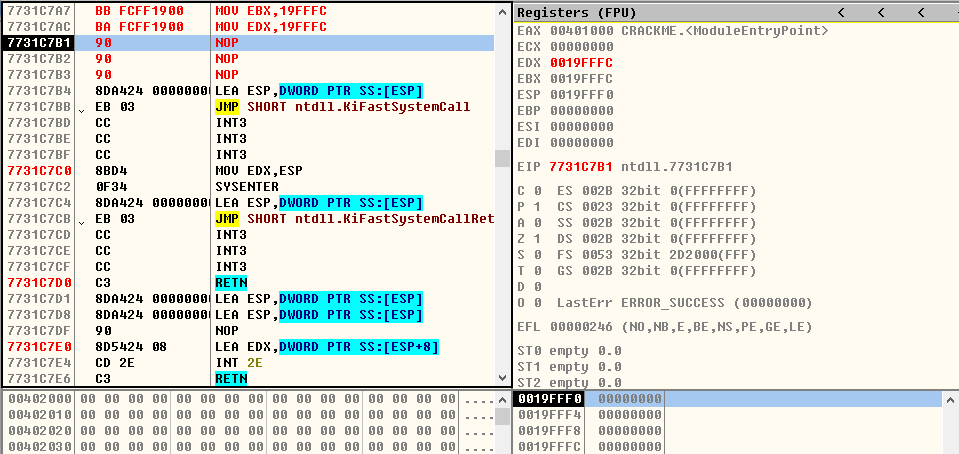 7731C7A7 BB FCFF1900 MOV EBX,19FFFC
7731C7AC BA FCFF1900 MOV EDX,19FFFC
7731C7B1 90 NOP
7731C7B2 90 NOP
7731C7B3 90 NOP
7731C7B4 8DA424 0000000 LEA ESP,DWORD PTR SS:[ESP]
7731C7BB EB 03 JMP SHORT ntdll.KiFastSystemCall
7731C7BD CC INT3
7731C7BE CC INT3
7731C7BF CC INT3
7731C7C0 8BD4 MOV EDX,ESP
7731C7C2 0F34 SYSENTER
7731C7C4 8DA424 0000000 LEA ESP,DWORD PTR SS:[ESP]
7731C7CB EB 03 JMP SHORT ntdll.KiFastSystemCallRet
7731C7CD CC INT3
7731C7CE CC INT3
7731C7CF CC INT3
7731C7D0 C3 RETN
7731C7D1 8DA424 0000000 LEA ESP,DWORD PTR SS:[ESP]
7731C7D8 8DA424 0000000 LEA ESP,DWORD PTR SS:[ESP]
7731C7DF 90 NOP
7731C7E0 8D5424 08 LEA EDX,DWORD PTR SS:[ESP+8]
7731C7E4 CD 2E INT 2E
7731C7E6 C3 RETN
Registers (FPU) < < <
EAX 00401000 CRACKME.<ModuleEntryPoint>
ECX 00000000
EDX 0019FFFC
EBX 0019FFFC
ESP 0019FFF0
EBP 00000000
ESI 00000000
EDI 00000000
EIP 7731C7B1 ntdll.7731C7B1
C 0 ES 002B 32bit 0(FFFFFFFF)
P 1 CS 0023 32bit 0(FFFFFFFF)
A 0 SS 002B 32bit 0(FFFFFFFF)
Z 1 DS 002B 32bit 0(FFFFFFFF)
S 0 FS 0053 32bit 2D2000(FFF)
T 0 GS 002B 32bit 0(FFFFFFFF)
D 0
O 0 LastErr ERROR_SUCCESS (00000000)
EFL 00000246 (NO,NB,E,BE,NS,PE,GE,LE)
ST0 empty 0.0
ST1 empty 0.0
ST2 empty 0.0
00402000 00 00 00 00 00 00 00 00 00 00 00 00 00 00 00 00 ....
00402010 00 00 00 00 00 00 00 00 00 00 00 00 00 00 00 00 ....
00402020 00 00 00 00 00 00 00 00 00 00 00 00 00 00 00 00 ....
00402030 00 00 00 00 00 00 00 00 00 00 00 00 00 00 00 00 ....
0019FFF0 00000000
0019FFF4 00000000
0019FFF8 00000000
0019FFFC 00000000